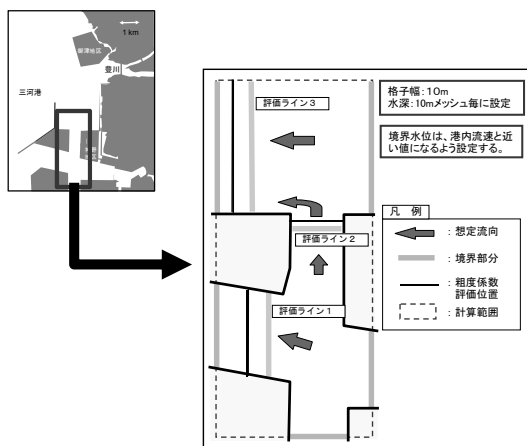 1 km
御津地区
豊川
三河港
評価ライン3
格子幅：10m
水深：10mメッシュ毎に設定
境界水位は、港内流速と近
い値になるよう設定する。
凡 例
評価ライン2
：想定流向
：境界部分
：粗度係数
評価位置
：計算範囲
評価ライン1